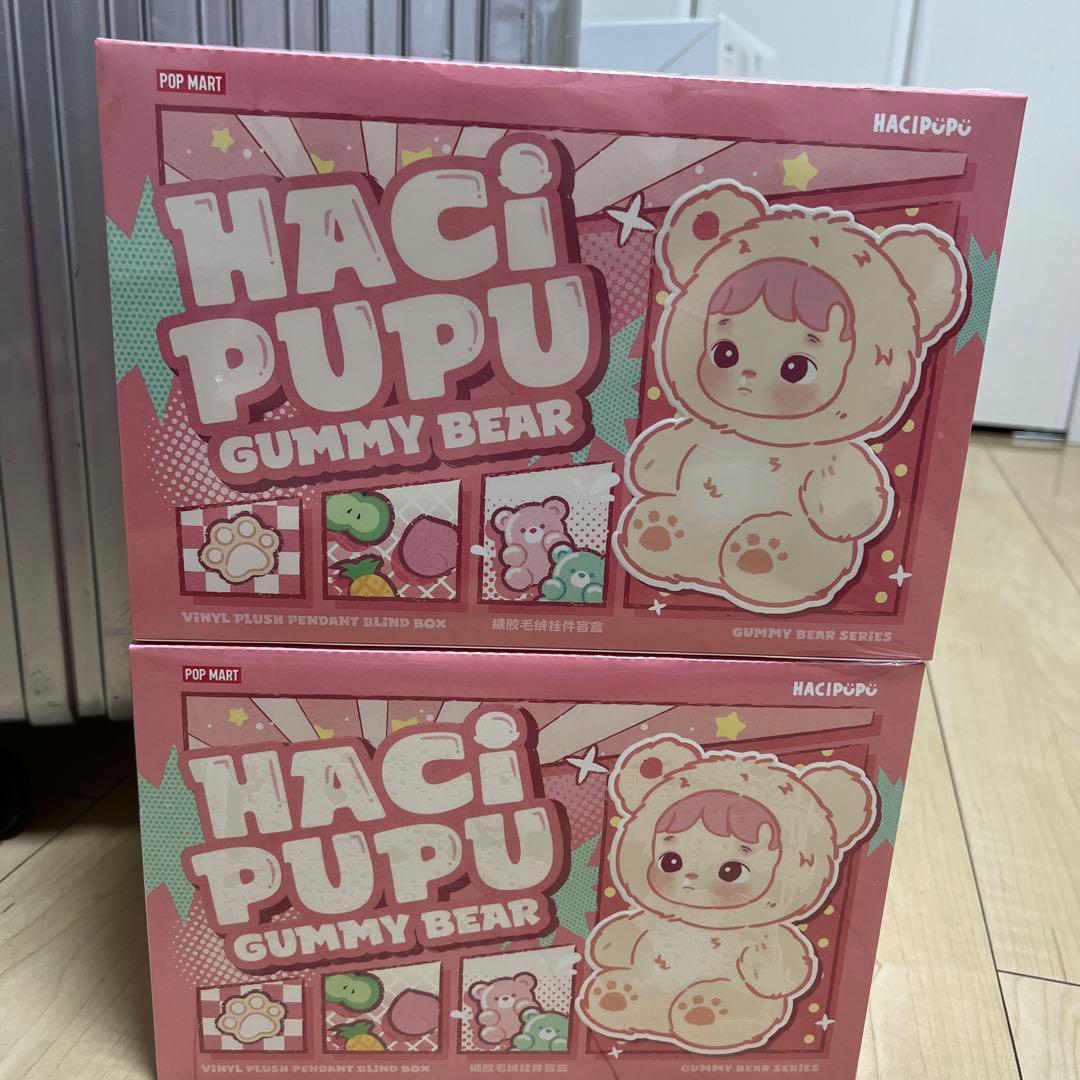 POP MART
HACIPUPU
HACi
PUPU
GUMMY BEAR
ViNYL PLUSH PENDANT BLiND BOX
搪胶毛绒挂件盲盒
GUMMY BEAR SERiES
POP MART
HACIPUPU
HACi
PUPU
GUMMY BEAR
ViNYL PLUSH PENDANT BLiND BOX
搪胶毛绒挂件盲盒
GUMMY BEAR SERiES